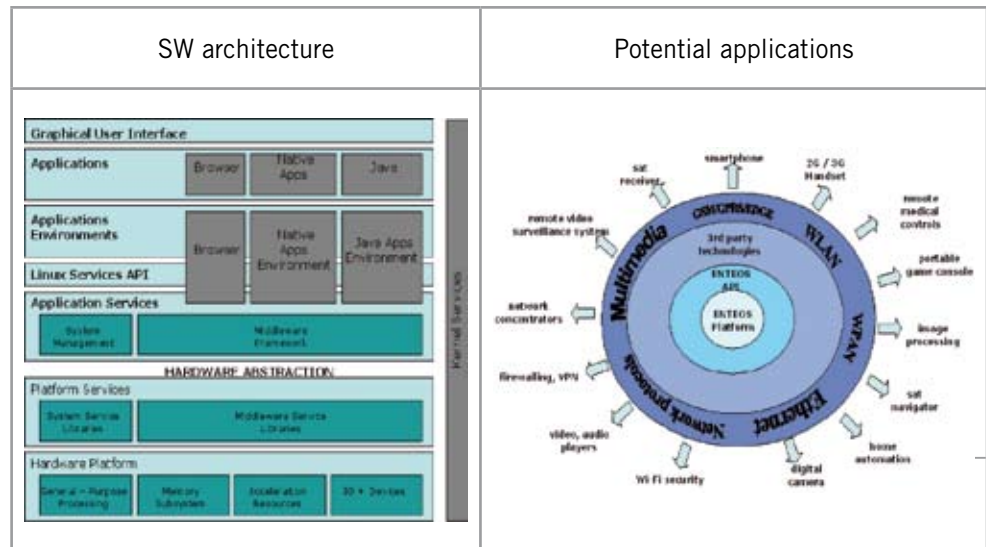 SW architecture
Potential applications
Graphical User Interface
Applications
Browser
Native
Apps
Java
Applications
Environments
Browser
Native
Apps
Environment
Java Apps
Environment
Linux Services API
Application Services
System
Management
Middleware
Framework
HARDWARE ABSTRACTION
Platform Services
System Service
Libraries
Middleware Service
Libraries
Hardware Platform
General - Purpose
Processing
Memory
Subsystem
Acceleration
Resources
IO + Devices
Kernel Services
smartphone
2G / 3G
Handset
sat
receiver
remote
medical
controls
remote video
surveillance system
portable
game console
network
concentrators
image
processing
firewalling, VPN
sat
navigator
video, audio
players
home
automation
Wi Fi security
digital
camera
GSM/GPRS/EDGE
WLAN
WPAN
Ethernet
Network protocols
Multimedia
3rd party
technologies
ENTEOS
API
ENTEOS
Platform